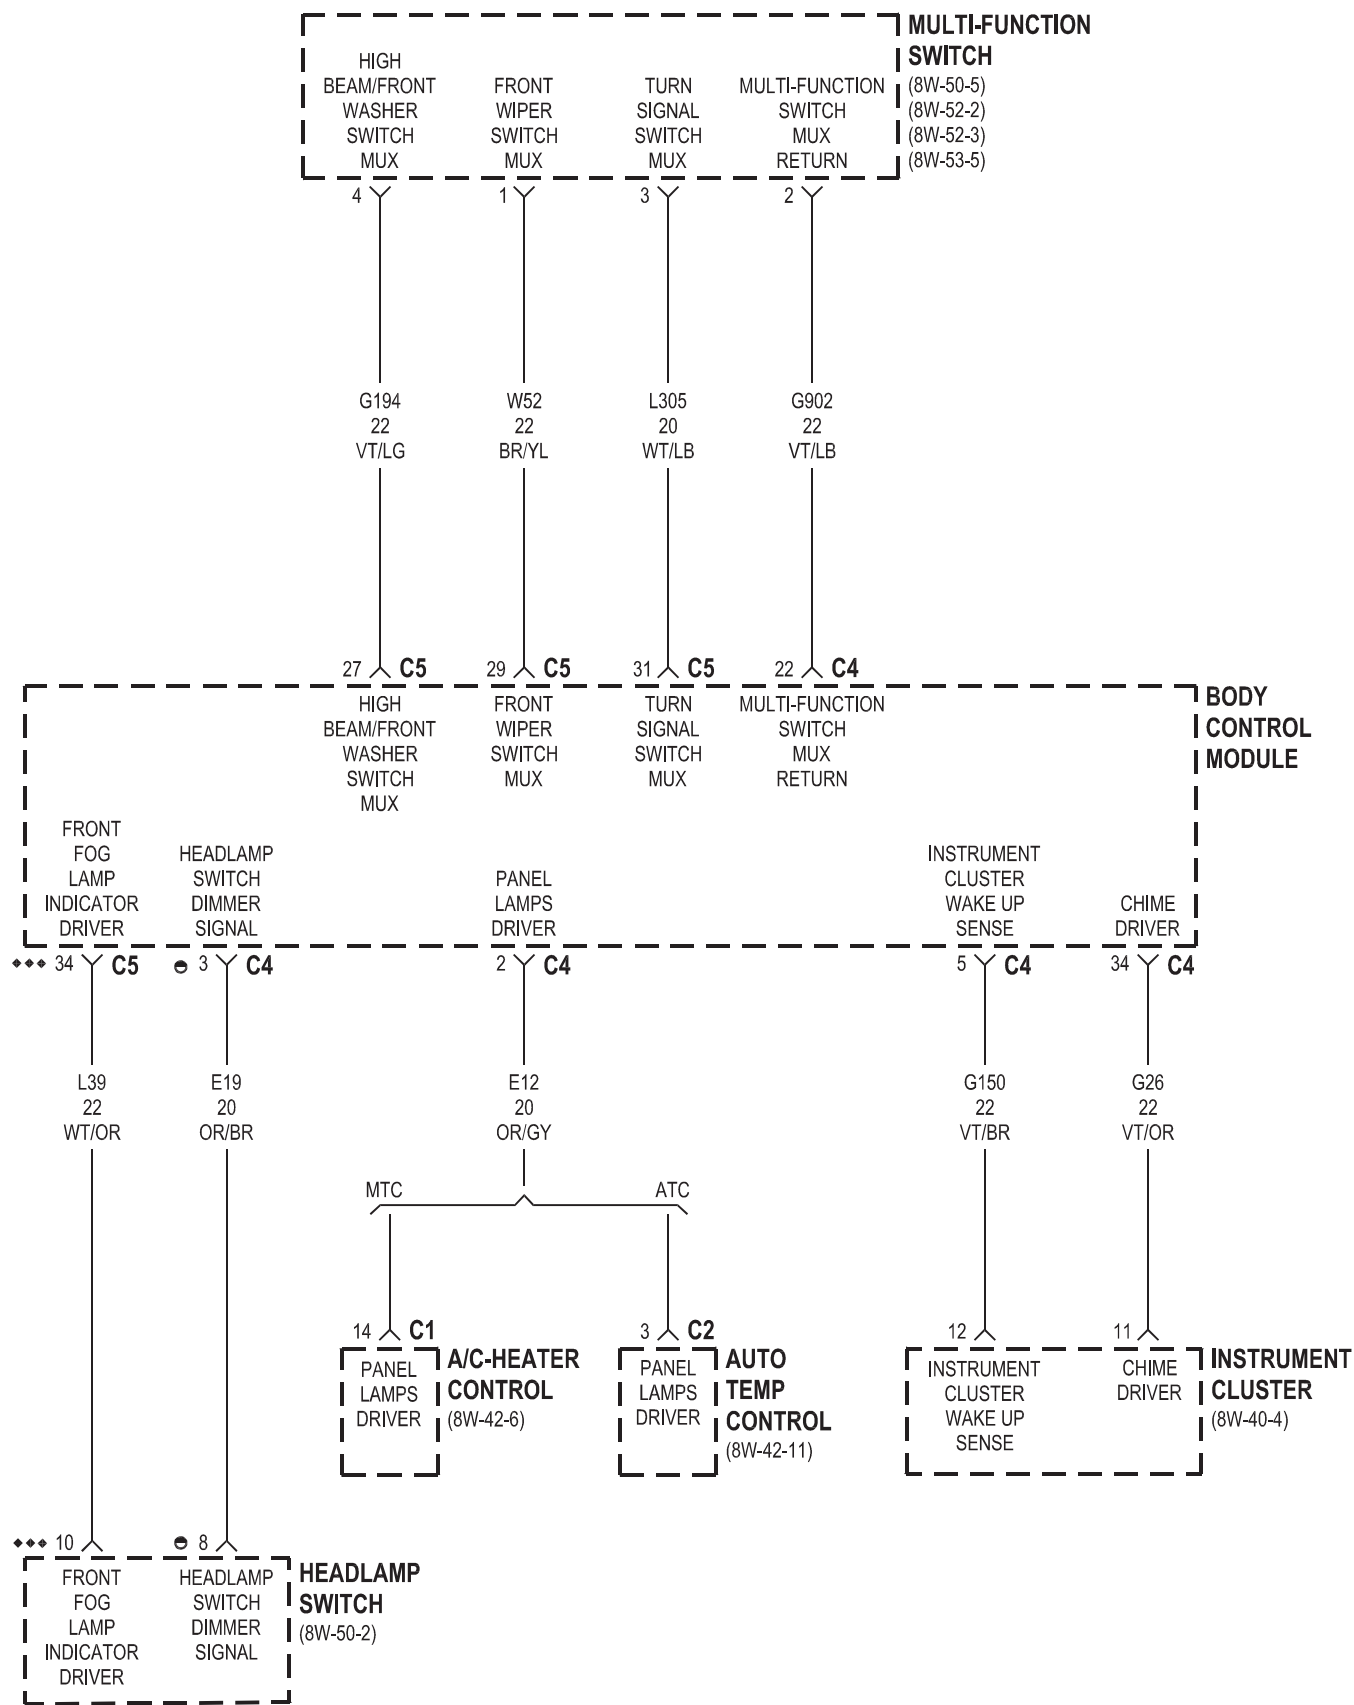 MULTI-FUNCTION
SWITCH
(8W-50-5)
(8W-52-2)
(8W-52-3)
(8W-53-5)
HIGH
BEAM/FRONT
WASHER
SWITCH
MUX
FRONT
WIPER
SWITCH
MUX
TURN
SIGNAL
SWITCH
MUX
MULTI-FUNCTION
SWITCH
MUX
RETURN
4
1
3
2
G194
22
VT/LG
W52
22
BR/YL
L305
20
WT/LB
G902
22
VT/LB
27 C5
29 C5
31 C5
22 C4
BODY
CONTROL
MODULE
HIGH
BEAM/FRONT
WASHER
SWITCH
MUX
FRONT
WIPER
SWITCH
MUX
TURN
SIGNAL
SWITCH
MUX
MULTI-FUNCTION
SWITCH
MUX
RETURN
FRONT
FOG
LAMP
INDICATOR
DRIVER
HEADLAMP
SWITCH
DIMMER
SIGNAL
PANEL
LAMPS
DRIVER
INSTRUMENT
CLUSTER
WAKE UP
SENSE
CHIME
DRIVER
34 C5
3 C4
2 C4
5 C4
34 C4
L39
22
WT/OR
E19
20
OR/BR
E12
20
OR/GY
G150
22
VT/BR
G26
22
VT/OR
MTC
ATC
14 C1
3 C2
12
11
PANEL
LAMPS
DRIVER
A/C-HEATER
CONTROL
(8W-42-6)
PANEL
LAMPS
DRIVER
AUTO
TEMP
CONTROL
(8W-42-11)
INSTRUMENT
CLUSTER
WAKE UP
SENSE
CHIME
DRIVER
INSTRUMENT
CLUSTER
(8W-40-4)
10
8
FRONT
FOG
LAMP
INDICATOR
DRIVER
HEADLAMP
SWITCH
DIMMER
SIGNAL
HEADLAMP
SWITCH
(8W-50-2)